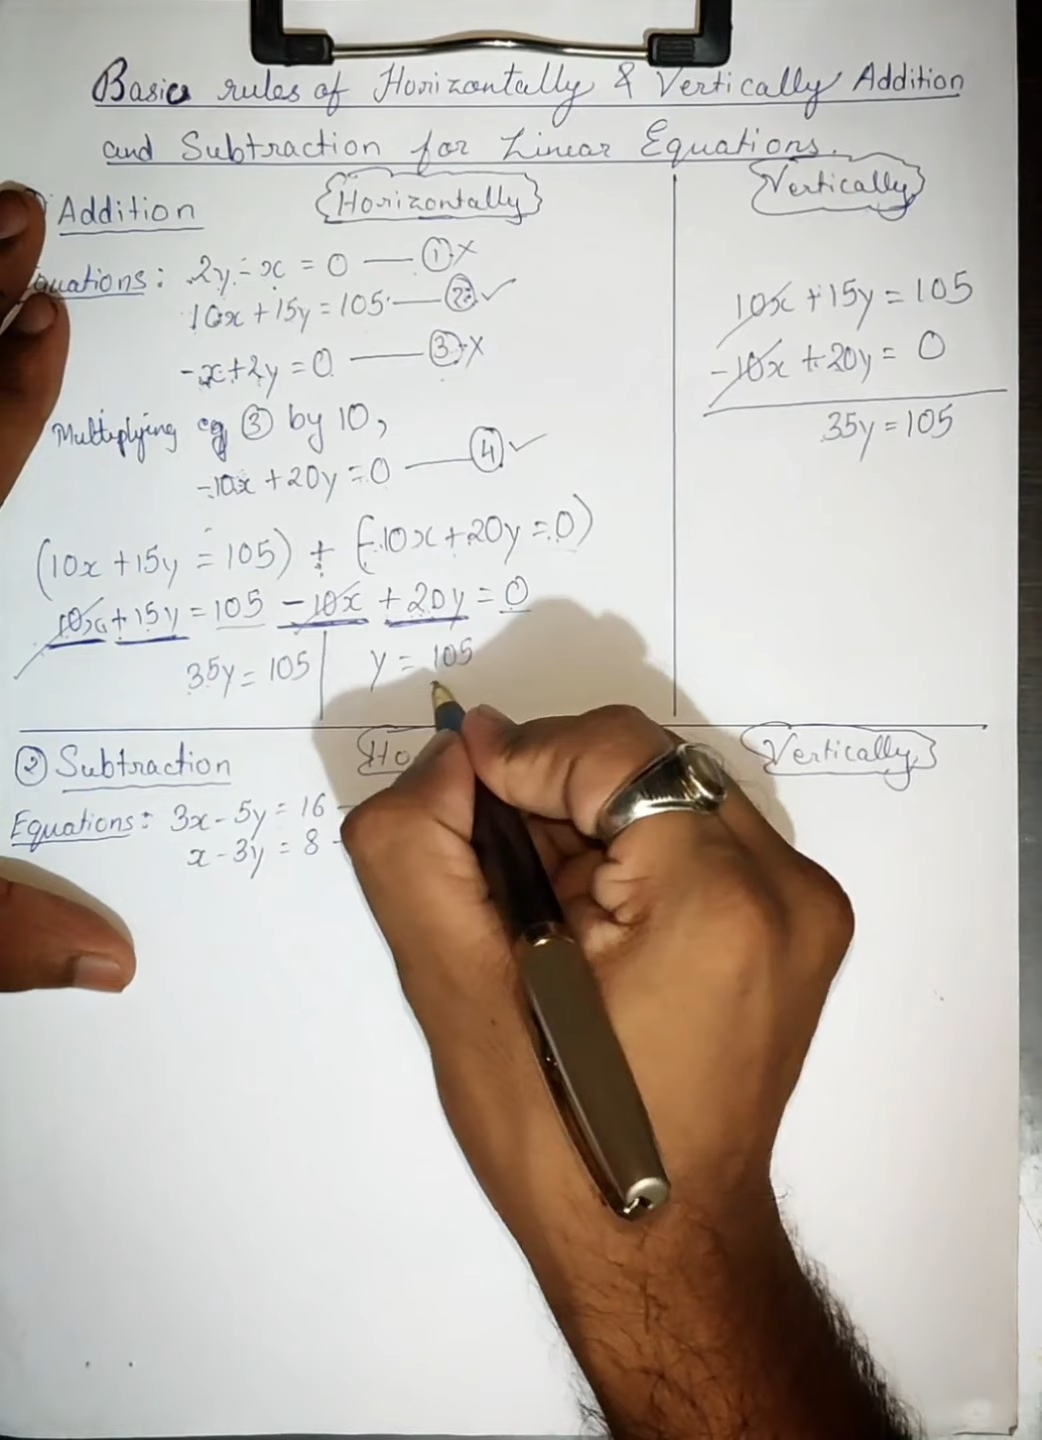 Basics rules of Horizontally & Vertically Addition
and Subtraction for Linear Equations.
Addition
Horizontally
Equations: 2y - x = 0 — ① ×
10x + 15y = 105 — ② ✓
-x + 2y = 0 — ③ ×
Multiplying eq ③ by 10,
-10x + 20y = 0 — ④ ✓
(10x + 15y = 105) + (-10x + 20y = 0)
10x + 15y = 105 - 10x + 20y = 0
35y = 105 | y = 105
Vertically
10x + 15y = 105
-10x + 20y = 0
35y = 105
② Subtraction
Ho
Vertically
Equations: 3x - 5y = 16
x - 3y = 8